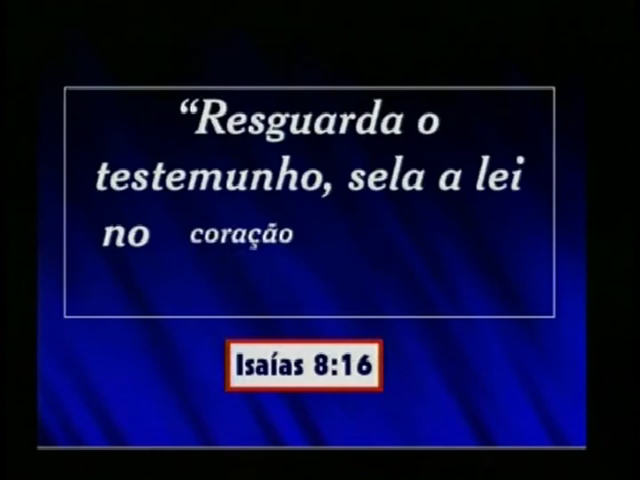 “Resguarda o
testemunho, sela a lei
no coração
Isaías 8:16